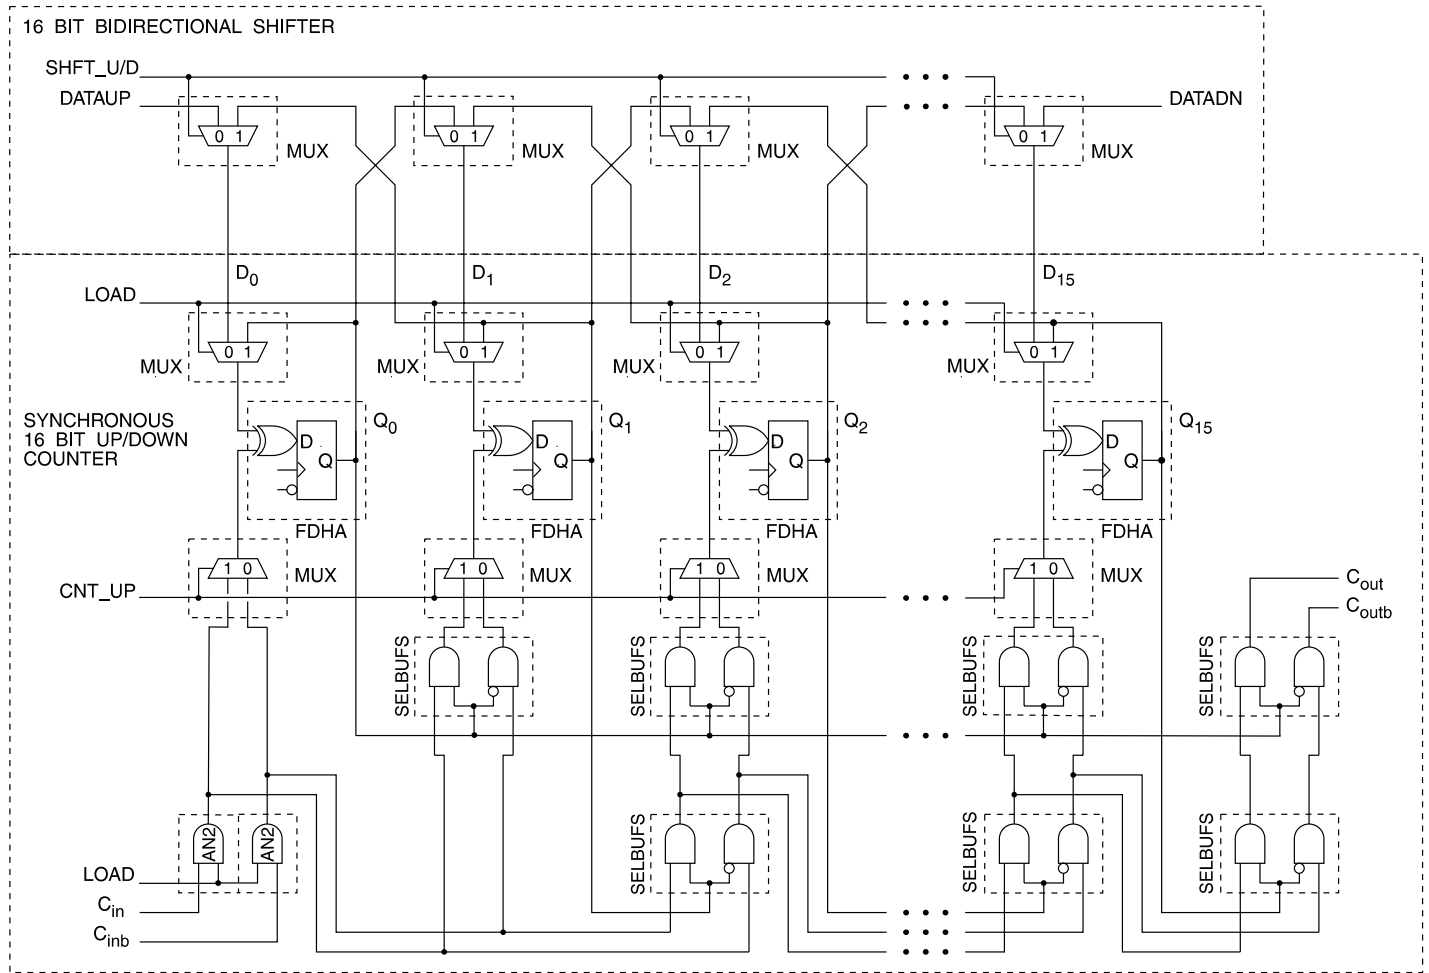 16 BIT BIDIRECTIONAL SHIFTER
SHFT_U/D
DATAUP
DATADN
0 1
0 1
0 1
0 1
MUX
MUX
MUX
MUX
D0
D1
D2
D15
LOAD
0 1
0 1
0 1
0 1
MUX
MUX
MUX
MUX
SYNCHRONOUS
16 BIT UP/DOWN
COUNTER
Q0
Q1
Q2
Q15
D
D
D
D
Q
Q
Q
Q
FDHA
FDHA
FDHA
FDHA
1 0
1 0
1 0
1 0
MUX
MUX
MUX
MUX
CNT_UP
Cout
Coutb
SELBUFS
SELBUFS
SELBUFS
SELBUFS
AN2
AN2
SELBUFS
SELBUFS
SELBUFS
LOAD
Cin
Cinb